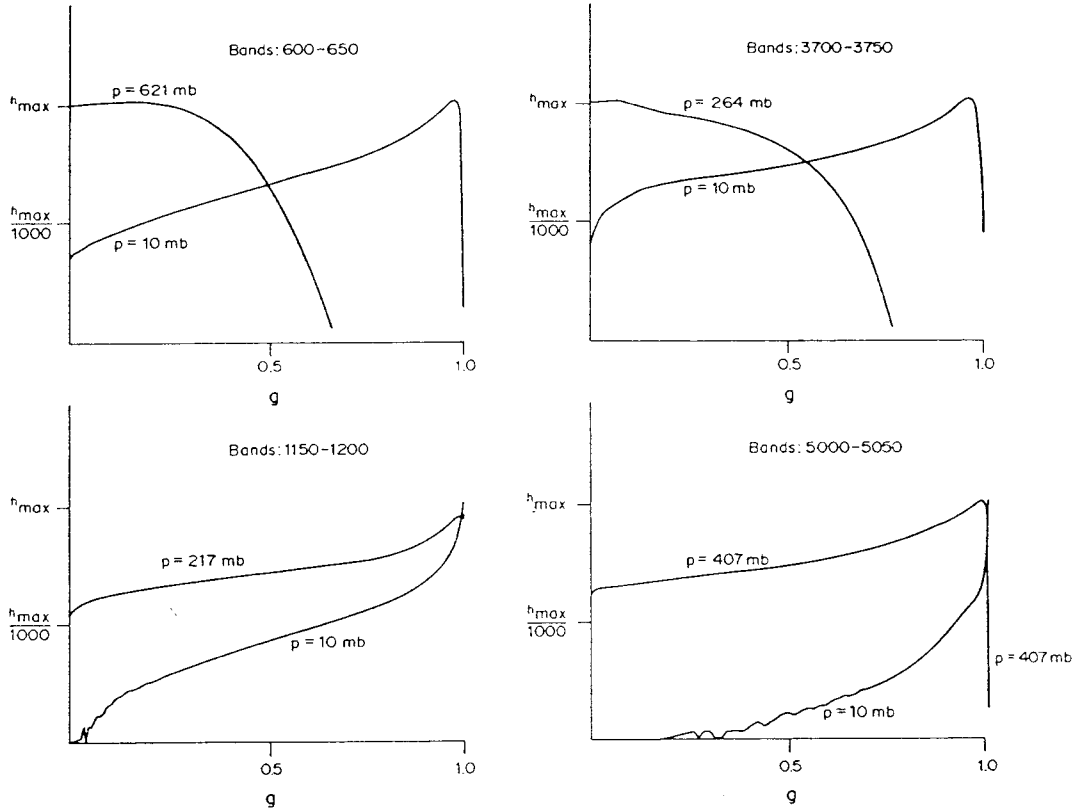 Bands: 600-650
p = 621 mb
h max
h max
1000
p = 10 mb
0.5
1.0
g
Bands: 3700-3750
p = 264 mb
h max
p = 10 mb
h max
1000
0.5
1.0
g
Bands: 1150-1200
h max
p = 217 mb
h max
1000
p = 10 mb
0.5
1.0
g
Bands: 5000-5050
h max
p = 407 mb
h max
1000
p = 407 mb
p = 10 mb
0.5
1.0
g